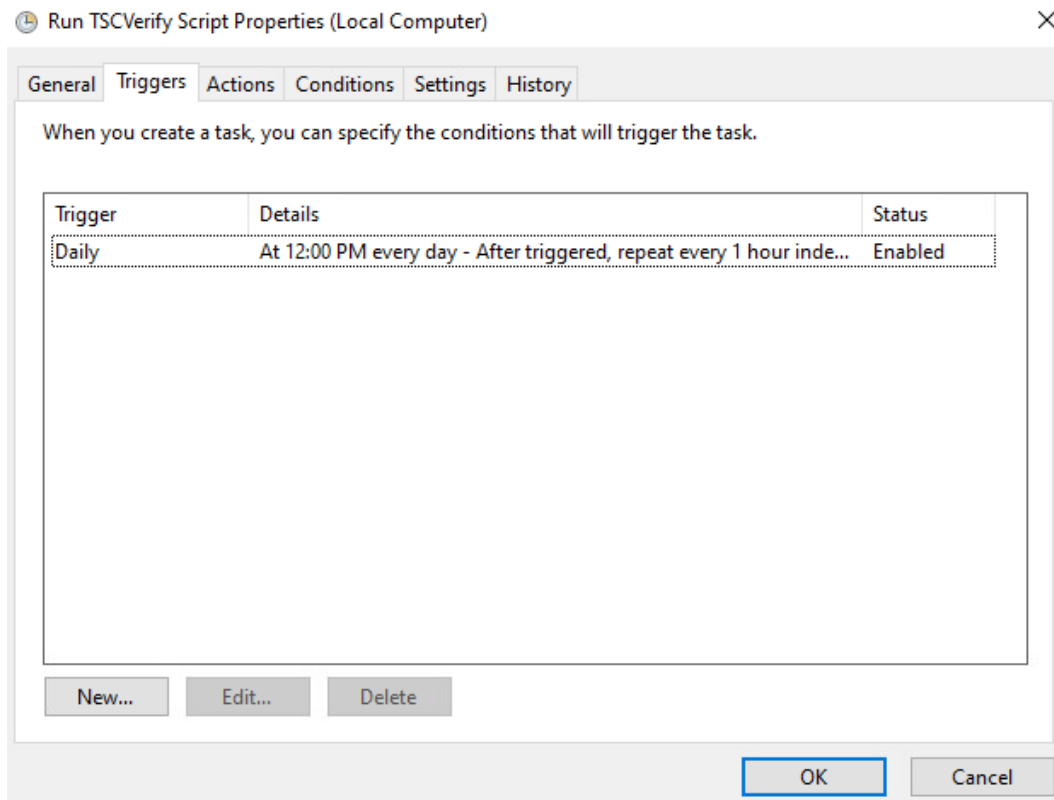 Run TSCVerify Script Properties (Local Computer)
General Triggers Actions Conditions Settings History
When you create a task, you can specify the conditions that will trigger the task.
Trigger Details Status
Daily At 12:00 PM every day - After triggered, repeat every 1 hour inde... Enabled
New... Edit... Delete
OK Cancel